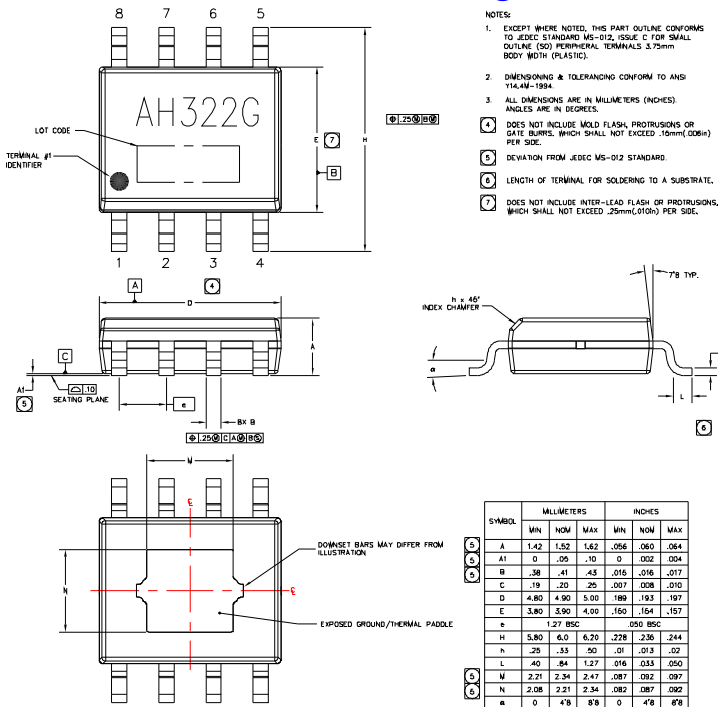 8 7 6 5
AH322G
LOT CODE
TERMINAL #1
IDENTIFIER
1 2 3 4
E 7
B
H
.25 M B M
NOTES:
1. EXCEPT WHERE NOTED, THIS PART OUTLINE CONFORMS
TO JEDEC STANDARD MS-012, ISSUE C FOR SMALL
OUTLINE (SO) PERIPHERAL TERMINALS 3.75mm
BODY WIDTH (PLASTIC).
2. DIMENSIONING & TOLERANCING CONFORM TO ANSI
Y14.4M-1994.
3. ALL DIMENSIONS ARE IN MILLIMETERS (INCHES).
ANGLES ARE IN DEGREES.
4 DOES NOT INCLUDE MOLD FLASH, PROTRUSIONS OR
GATE BURRS, WHICH SHALL NOT EXCEED .15mm(.006in)
PER SIDE.
5 DEVIATION FROM JEDEC MS-012 STANDARD.
6 LENGTH OF TERMINAL FOR SOLDERING TO A SUBSTRATE.
7 DOES NOT INCLUDE INTER-LEAD FLASH OR PROTRUSIONS,
WHICH SHALL NOT EXCEED .25mm(.010in) PER SIDE.
A 4
D
A
C
A1
5
.10
SEATING PLANE
e
8X B
.25 M C A M B S
h x 45°
INDEX CHAMFER
7° TYP.
α
L
6
M
N
DOWNSET BARS MAY DIFFER FROM
ILLUSTRATION
EXPOSED GROUND/THERMAL PADDLE
SYMBOL MILLIMETERS INCHES
MIN NOM MAX MIN NOM MAX
5 A 1.42 1.52 1.62 .056 .060 .064
5 A1 0 .05 .10 0 .002 .004
5 B .38 .41 .43 .015 .016 .017
C .19 .20 .25 .007 .008 .010
D 4.80 4.90 5.00 .189 .193 .197
E 3.80 3.90 4.00 .150 .154 .157
e 1.27 BSC .050 BSC
H 5.80 6.0 6.20 .228 .236 .244
h .25 .33 .50 .01 .013 .02
L .40 .84 1.27 .016 .033 .050
5 M 2.21 2.34 2.47 .087 .092 .097
5 N 2.08 2.21 2.34 .082 .087 .092
α 0 4° 8° 0 4° 8°